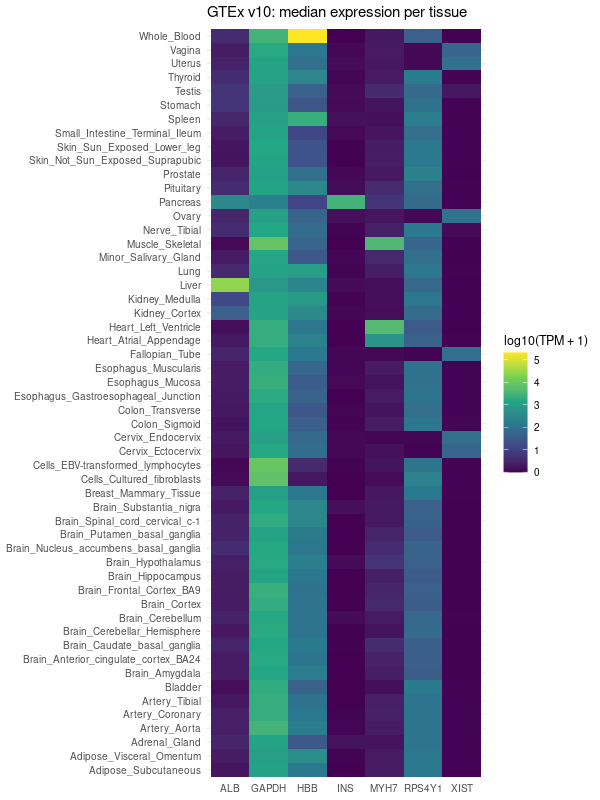 GTEx v10: median expression per tissue
Whole_Blood
Vagina
Uterus
Thyroid
Testis
Stomach
Spleen
Small_Intestine_Terminal_Ileum
Skin_Sun_Exposed_Lower_leg
Skin_Not_Sun_Exposed_Suprapubic
Prostate
Pituitary
Pancreas
Ovary
Nerve_Tibial
Muscle_Skeletal
Minor_Salivary_Gland
Lung
Liver
Kidney_Medulla
Kidney_Cortex
Heart_Left_Ventricle
Heart_Atrial_Appendage
Fallopian_Tube
Esophagus_Muscularis
Esophagus_Mucosa
Esophagus_Gastroesophageal_Junction
Colon_Transverse
Colon_Sigmoid
Cervix_Endocervix
Cervix_Ectocervix
Cells_EBV-transformed_lymphocytes
Cells_Cultured_fibroblasts
Breast_Mammary_Tissue
Brain_Substantia_nigra
Brain_Spinal_cord_cervical_c-1
Brain_Putamen_basal_ganglia
Brain_Nucleus_accumbens_basal_ganglia
Brain_Hypothalamus
Brain_Hippocampus
Brain_Frontal_Cortex_BA9
Brain_Cortex
Brain_Cerebellum
Brain_Cerebellar_Hemisphere
Brain_Caudate_basal_ganglia
Brain_Anterior_cingulate_cortex_BA24
Brain_Amygdala
Bladder
Artery_Tibial
Artery_Coronary
Artery_Aorta
Adrenal_Gland
Adipose_Visceral_Omentum
Adipose_Subcutaneous
ALB GAPDH HBB INS MYH7 RPS4Y1 XIST
log10(TPM + 1)
5
4
3
2
1
0